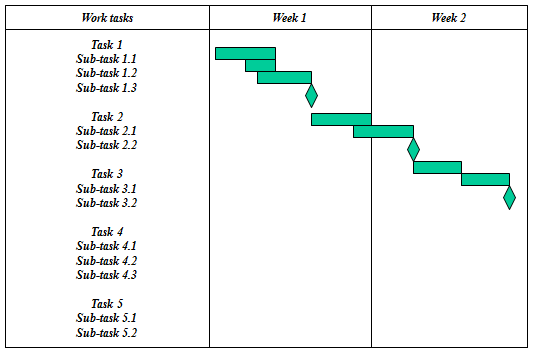 Work tasks Week 1 Week 2
Task 1
Sub-task 1.1
Sub-task 1.2
Sub-task 1.3
Task 2
Sub-task 2.1
Sub-task 2.2
Task 3
Sub-task 3.1
Sub-task 3.2
Task 4
Sub-task 4.1
Sub-task 4.2
Sub-task 4.3
Task 5
Sub-task 5.1
Sub-task 5.2